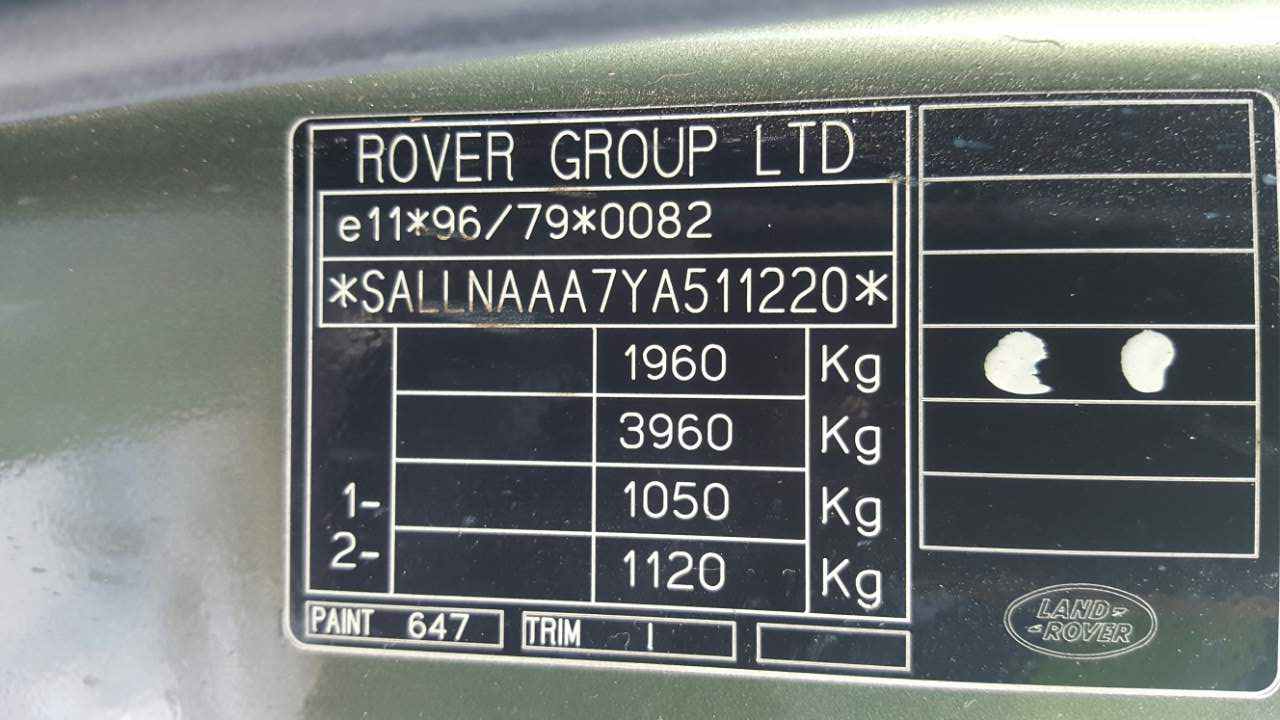 ROVER GROUP LTD
e11*96/79*0082
*SALLNAAA7YA511220*
1960 Kg
3960 Kg
1- 1050 Kg
2- 1120 Kg
PAINT 647 TRIM I
LAND-
-ROVER